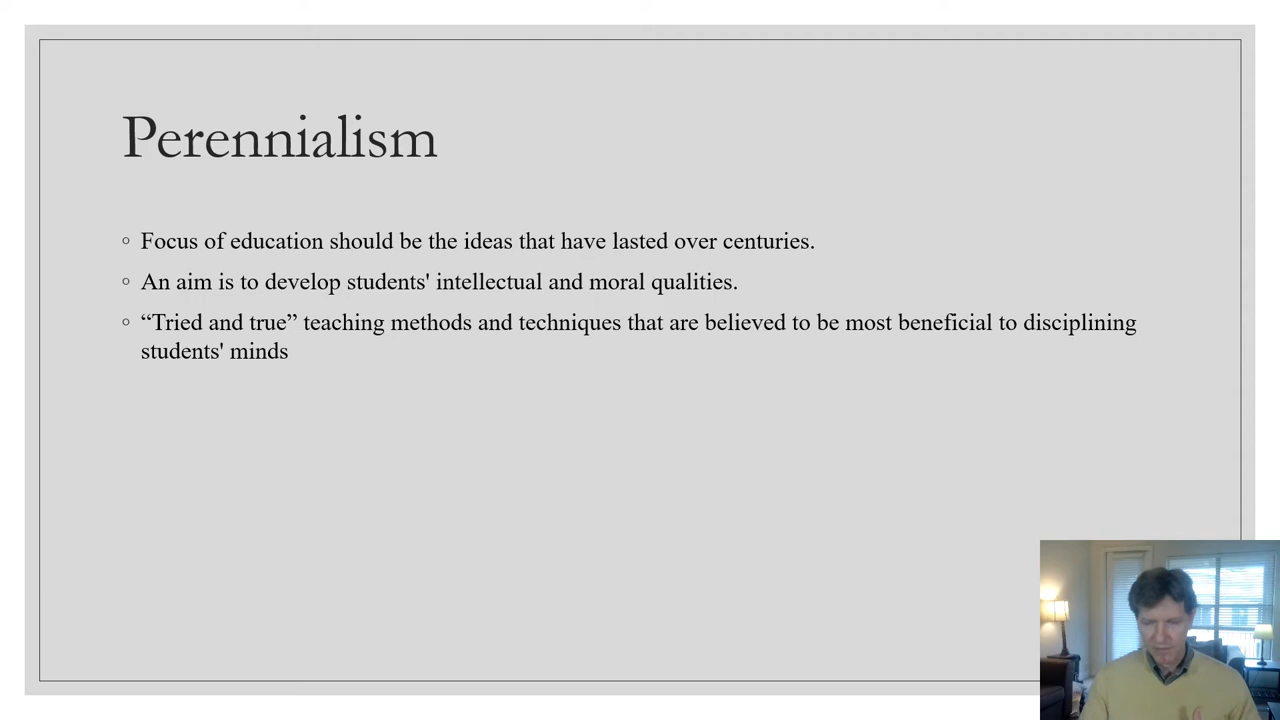 Perennialism
◦ Focus of education should be the ideas that have lasted over centuries.
◦ An aim is to develop students' intellectual and moral qualities.
◦ “Tried and true” teaching methods and techniques that are believed to be most beneficial to disciplining
students' minds